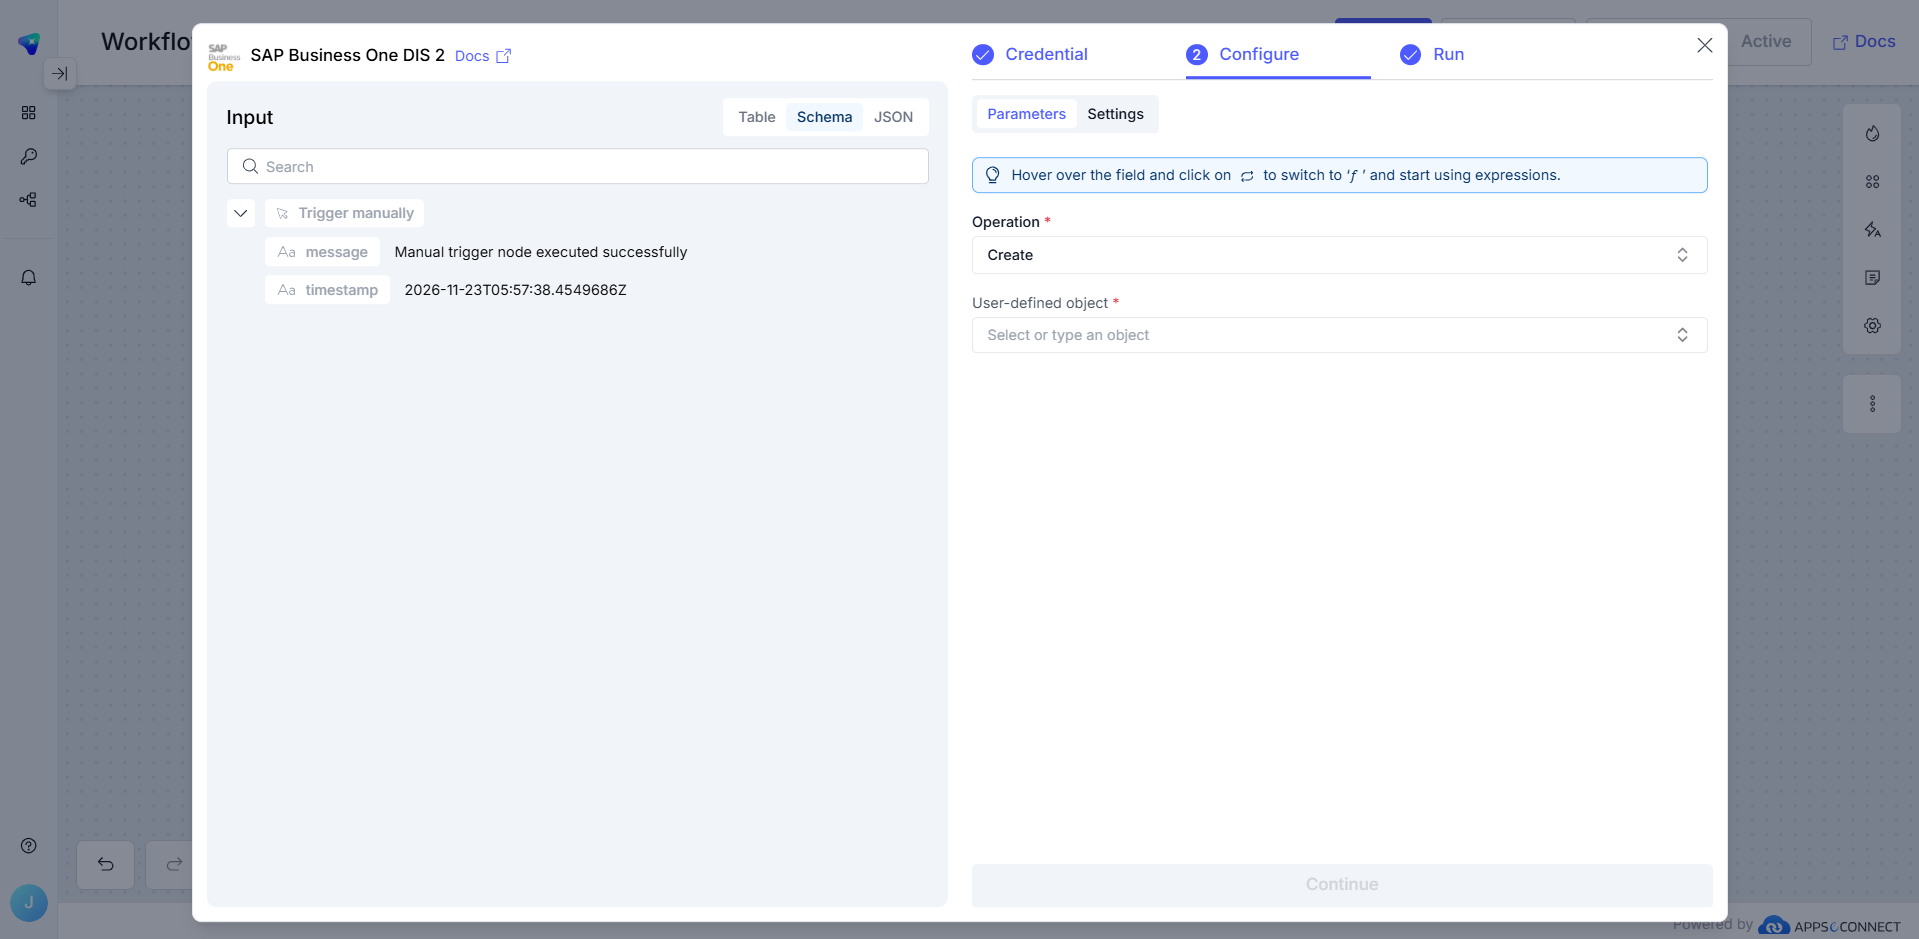 Workflo
Active
Docs
SAP Business One
SAP Business One DIS 2
Docs
Credential
2
Configure
Run
Input
Table
Schema
JSON
Search
Trigger manually
Aa message
Manual trigger node executed successfully
Aa timestamp
2026-11-23T05:57:38.4549686Z
Parameters
Settings
Hover over the field and click on to switch to ‘ƒ ’ and start using expressions.
Operation *
Create
User-defined object *
Select or type an object
Continue
J
Powered by APPSeCONNECT